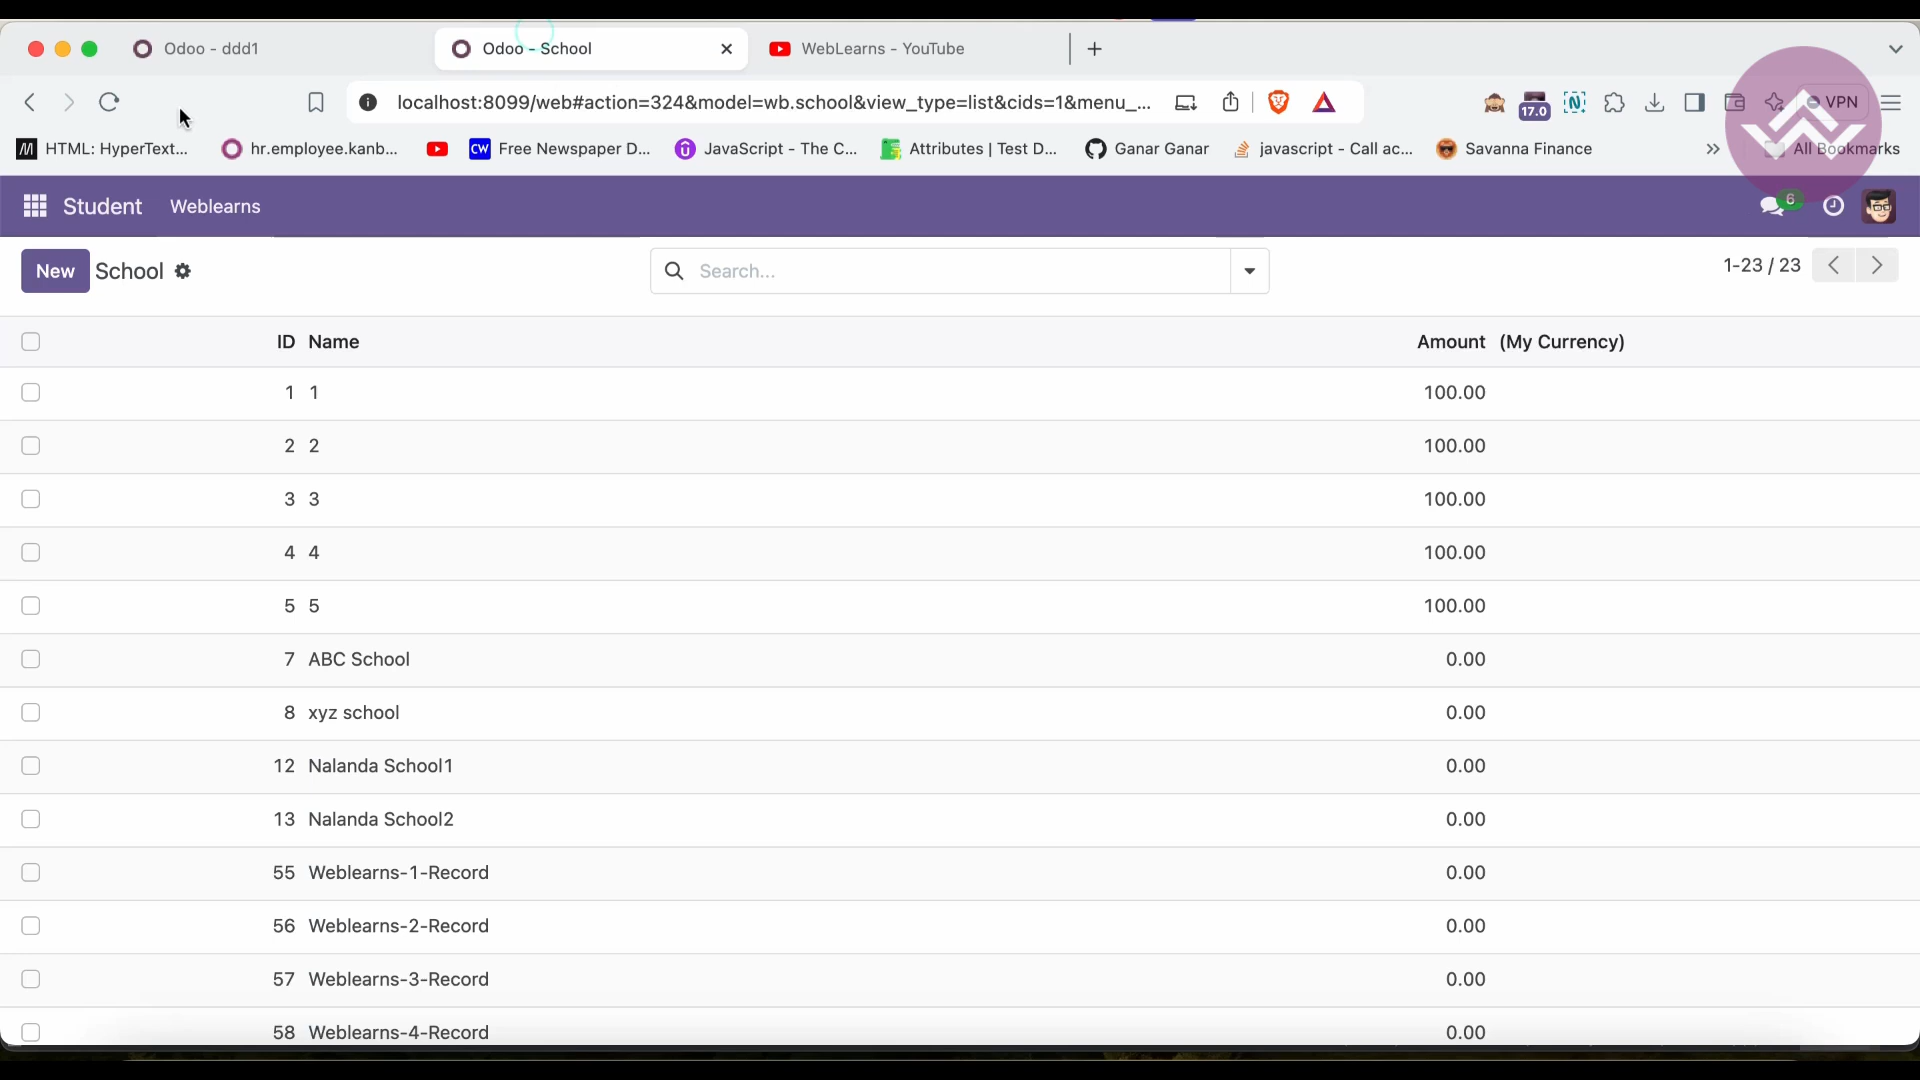 Odoo - ddd1 Odoo - School WebLearns - YouTube
localhost:8099/web#action=324&model=wb.school&view_type=list&cids=1&menu_... 17.0 VPN
HTML: HyperText... hr.employee.kanb... CW Free Newspaper D... JavaScript - The C... Attributes | Test D... Ganar Ganar javascript - Call ac... Savanna Finance » All Bookmarks
Student Weblearns 6
New School Search... 1-23 / 23
ID Name Amount (My Currency)
1 1 100.00
2 2 100.00
3 3 100.00
4 4 100.00
5 5 100.00
7 ABC School 0.00
8 xyz school 0.00
12 Nalanda School1 0.00
13 Nalanda School2 0.00
55 Weblearns-1-Record 0.00
56 Weblearns-2-Record 0.00
57 Weblearns-3-Record 0.00
58 Weblearns-4-Record 0.00